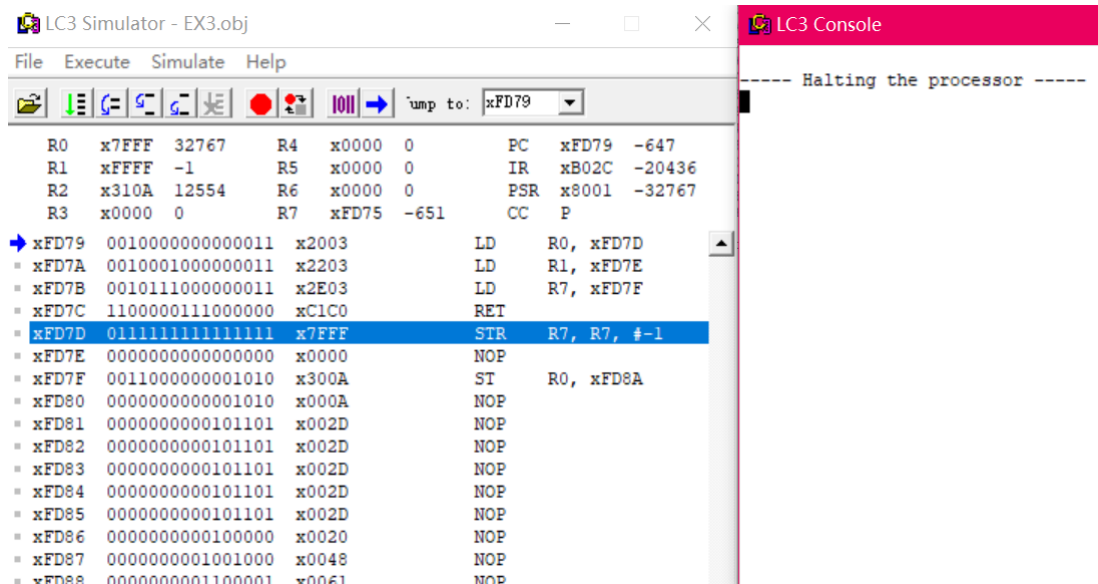 LC3 Simulator - EX3.obj
File Execute Simulate Help
Jump to: xFD79
R0 x7FFF 32767 R4 x0000 0 PC xFD79 -647
R1 xFFFF -1 R5 x0000 0 IR xB02C -20436
R2 x310A 12554 R6 x0000 0 PSR x8001 -32767
R3 x0000 0 R7 xFD75 -651 CC P
xFD79 0010000000000011 x2003 LD R0, xFD7D
xFD7A 0010001000000011 x2203 LD R1, xFD7E
xFD7B 0010111000000011 x2E03 LD R7, xFD7F
xFD7C 1100000111000000 xC1C0 RET
xFD7D 0111111111111111 x7FFF STR R7, R7, #-1
xFD7E 0000000000000000 x0000 NOP
xFD7F 0011000000001010 x300A ST R0, xFD8A
xFD80 0000000000001010 x000A NOP
xFD81 0000000000101101 x002D NOP
xFD82 0000000000101101 x002D NOP
xFD83 0000000000101101 x002D NOP
xFD84 0000000000101101 x002D NOP
xFD85 0000000000101101 x002D NOP
xFD86 0000000000100000 x0020 NOP
xFD87 0000000001001000 x0048 NOP
xFD88 0000000001100001 x0061 NOP
LC3 Console
----- Halting the processor -----